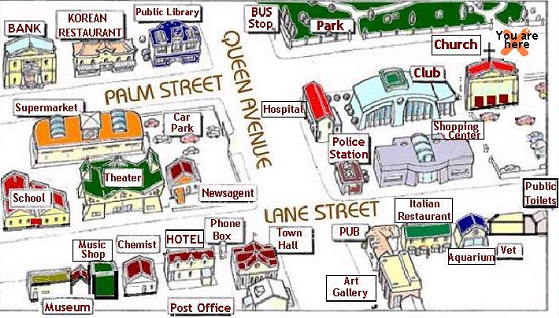 BANK
KOREAN
RESTAURANT
Public Library
BUS
Stop
Park
You are
here
Church
QUEEN AVENUE
PALM STREET
Club
Supermarket
Car
Park
Hospital
Shopping
Center
Police
Station
Theater
School
Newsagent
Public
Toilets
Italian
Restaurant
LANE STREET
Phone
Box
PUB
Town
Hall
HOTEL
Music
Shop
Chemist
Aquarium
Vet
Art
Gallery
Museum
Post Office